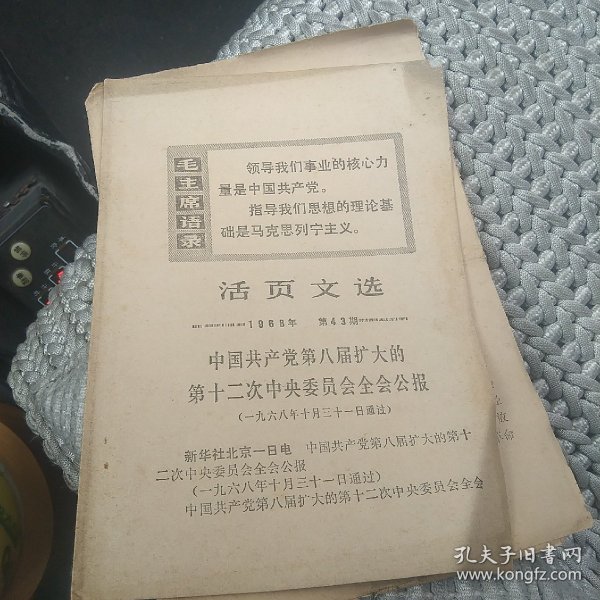 毛主席语录
领导我们事业的核心力
量是中国共产党。
指导我们思想的理论基
础是马克思列宁主义。
活页文选
1968年 第43期
中国共产党第八届扩大的
第十二次中央委员会全会公报
(一九六八年十月三十一日通过)
新华社北京一日电 中国共产党第八届扩大的第十
二次中央委员会全会公报
(一九六八年十月三十一日通过)
中国共产党第八届扩大的第十二次中央委员会全会
孔夫子旧书网
www.kongfz.com